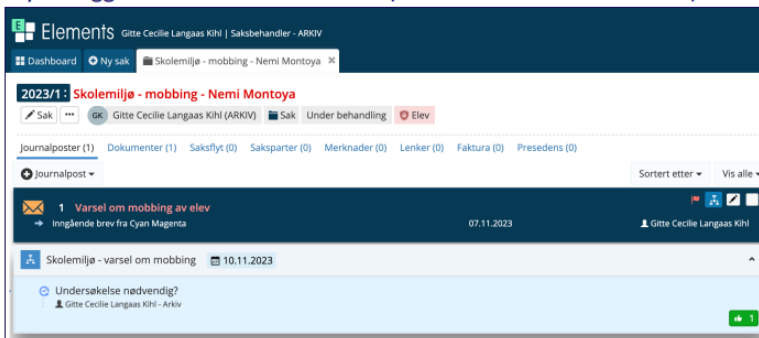 Elements Gitte Cecilie Langaas Kihl | Saksbehandler - ARKIV
Dashboard Ny sak Skolemiljø - mobbing - Nemi Montoya ×
2023/1: Skolemiljø - mobbing - Nemi Montoya
Sak ••• GK Gitte Cecilie Langaas Kihl (ARKIV) Sak Under behandling Elev
Journalposter (1) Dokumenter (1) Saksflyt (0) Saksparter (0) Merknader (0) Lenker (0) Faktura (0) Presedens (0)
Journalpost Sortert etter Vis alle
1 Varsel om mobbing av elev
Inngående brev fra Cyan Magenta 07.11.2023 Gitte Cecilie Langaas Kihl
Skolemiljø - varsel om mobbing 10.11.2023
Undersøkelse nødvendig?
Gitte Cecilie Langaas Kihl - Arkiv
1